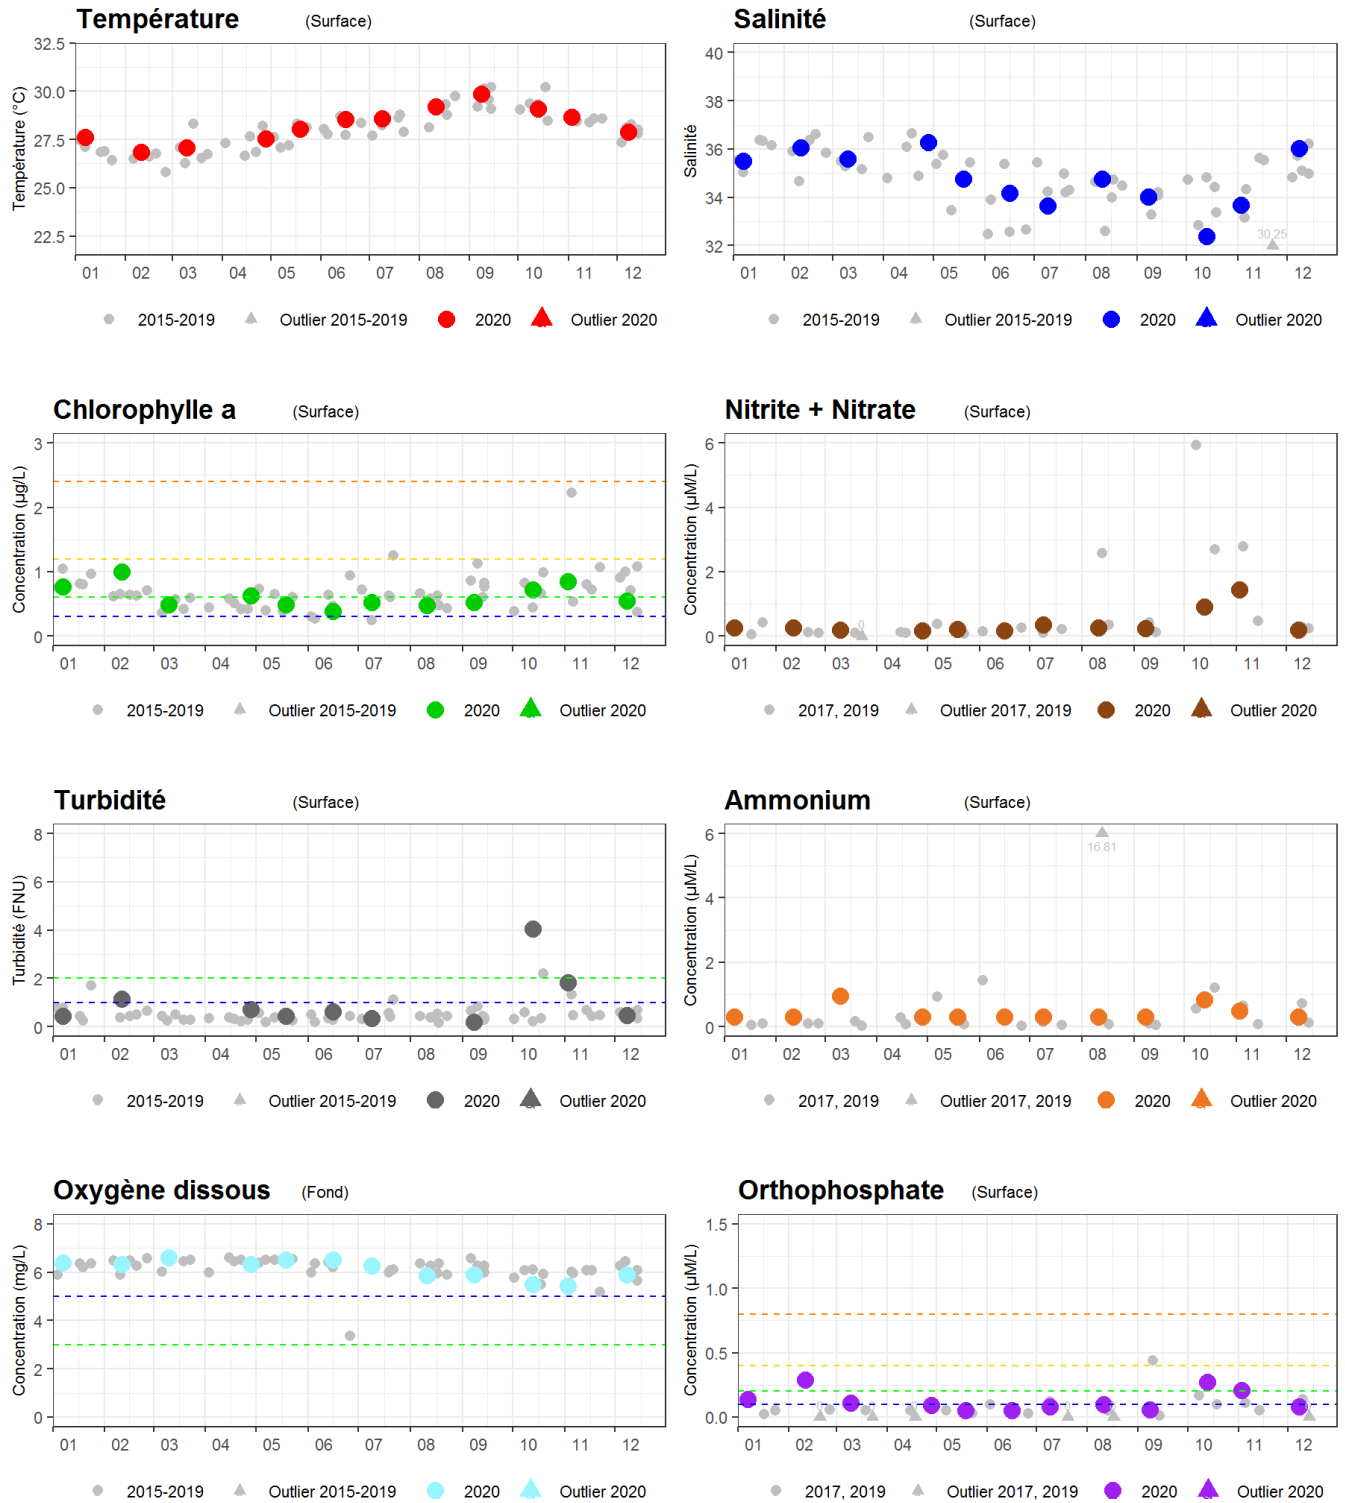 Température (Surface)
Température (°C)
32.5
30.0
27.5
25.0
22.5
01 02 03 04 05 06 07 08 09 10 11 12
2015-2019 Outlier 2015-2019 2020 Outlier 2020
Salinité (Surface)
Salinité
40
38
36
34
32
30.25
01 02 03 04 05 06 07 08 09 10 11 12
2015-2019 Outlier 2015-2019 2020 Outlier 2020
Chlorophylle a (Surface)
Concentration (µg/L)
3
2
1
0
01 02 03 04 05 06 07 08 09 10 11 12
2015-2019 Outlier 2015-2019 2020 Outlier 2020
Nitrite + Nitrate (Surface)
Concentration (µM/L)
6
4
2
0
0
01 02 03 04 05 06 07 08 09 10 11 12
2017, 2019 Outlier 2017, 2019 2020 Outlier 2020
Turbidité (Surface)
Turbidité (FNU)
8
6
4
2
0
01 02 03 04 05 06 07 08 09 10 11 12
2015-2019 Outlier 2015-2019 2020 Outlier 2020
Ammonium (Surface)
Concentration (µM/L)
6
4
2
0
16.81
01 02 03 04 05 06 07 08 09 10 11 12
2017, 2019 Outlier 2017, 2019 2020 Outlier 2020
Oxygène dissous (Fond)
Concentration (mg/L)
8
6
4
2
0
01 02 03 04 05 06 07 08 09 10 11 12
2015-2019 Outlier 2015-2019 2020 Outlier 2020
Orthophosphate (Surface)
Concentration (µM/L)
1.5
1.0
0.5
0.0
01 02 03 04 05 06 07 08 09 10 11 12
2017, 2019 Outlier 2017, 2019 2020 Outlier 2020